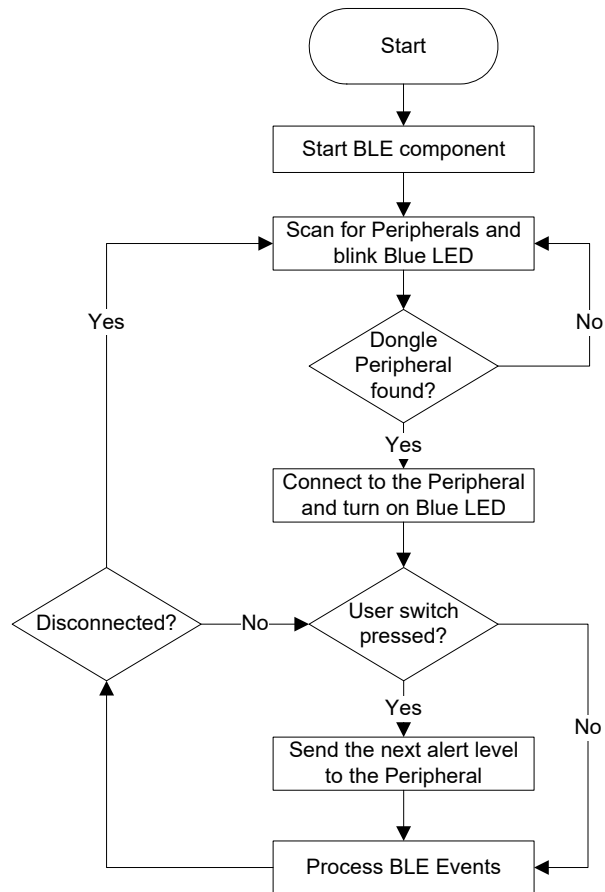 Start
Start BLE component
Scan for Peripherals and
blink Blue LED
Yes
No
Dongle
Peripheral
found?
Yes
Connect to the Peripheral
and turn on Blue LED
Disconnected?
No
User switch
pressed?
Yes
No
Send the next alert level
to the Peripheral
Process BLE Events